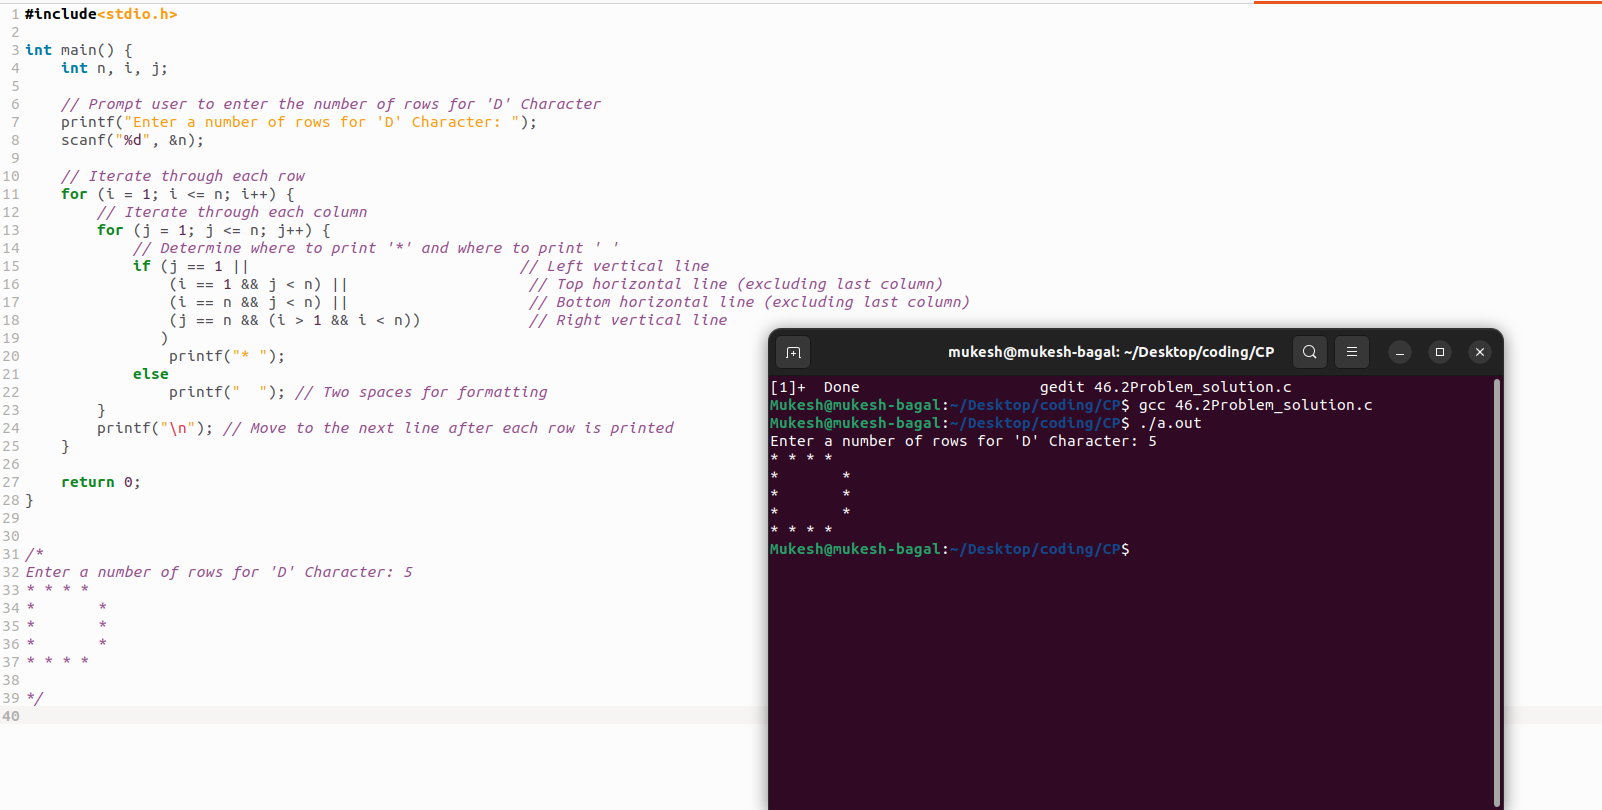 1 #include<stdio.h>
2
3 int main() {
4     int n, i, j;
5
6     // Prompt user to enter the number of rows for 'D' Character
7     printf("Enter a number of rows for 'D' Character: ");
8     scanf("%d", &n);
9
10     // Iterate through each row
11     for (i = 1; i <= n; i++) {
12         // Iterate through each column
13         for (j = 1; j <= n; j++) {
14             // Determine where to print '*' and where to print ' '
15             if (j == 1 ||                              // Left vertical line
16                 (i == 1 && j < n) ||                    // Top horizontal line (excluding last column)
17                 (i == n && j < n) ||                    // Bottom horizontal line (excluding last column)
18                 (j == n && (i > 1 && i < n))            // Right vertical line
19                )
20                 printf("* ");
21             else
22                 printf("  "); // Two spaces for formatting
23         }
24         printf("\n"); // Move to the next line after each row is printed
25     }
26
27     return 0;
28 }
29
30
31 /*
32 Enter a number of rows for 'D' Character: 5
33 * * * *
34 *       *
35 *       *
36 *       *
37 * * * *
38
39 */
40
mukesh@mukesh-bagal: ~/Desktop/coding/CP
[1]+  Done                    gedit 46.2Problem_solution.c
Mukesh@mukesh-bagal:~/Desktop/coding/CP$ gcc 46.2Problem_solution.c
Mukesh@mukesh-bagal:~/Desktop/coding/CP$ ./a.out
Enter a number of rows for 'D' Character: 5
* * * *
*       *
*       *
*       *
* * * *
Mukesh@mukesh-bagal:~/Desktop/coding/CP$